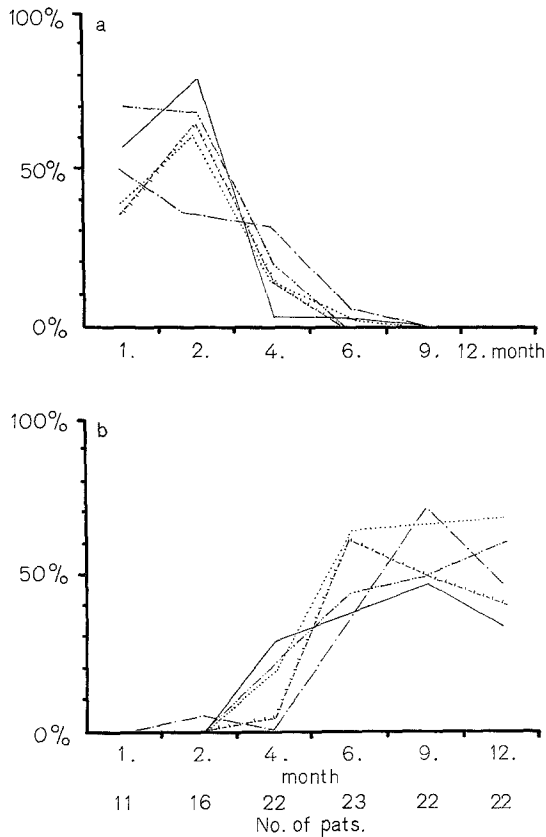 100%
a
50%
0%
1. 2. 4. 6. 9. 12. month
100%
b
50%
0%
1. 2. 4. 6. 9. 12.
month
11 16 22 23 22 22
No. of pats.